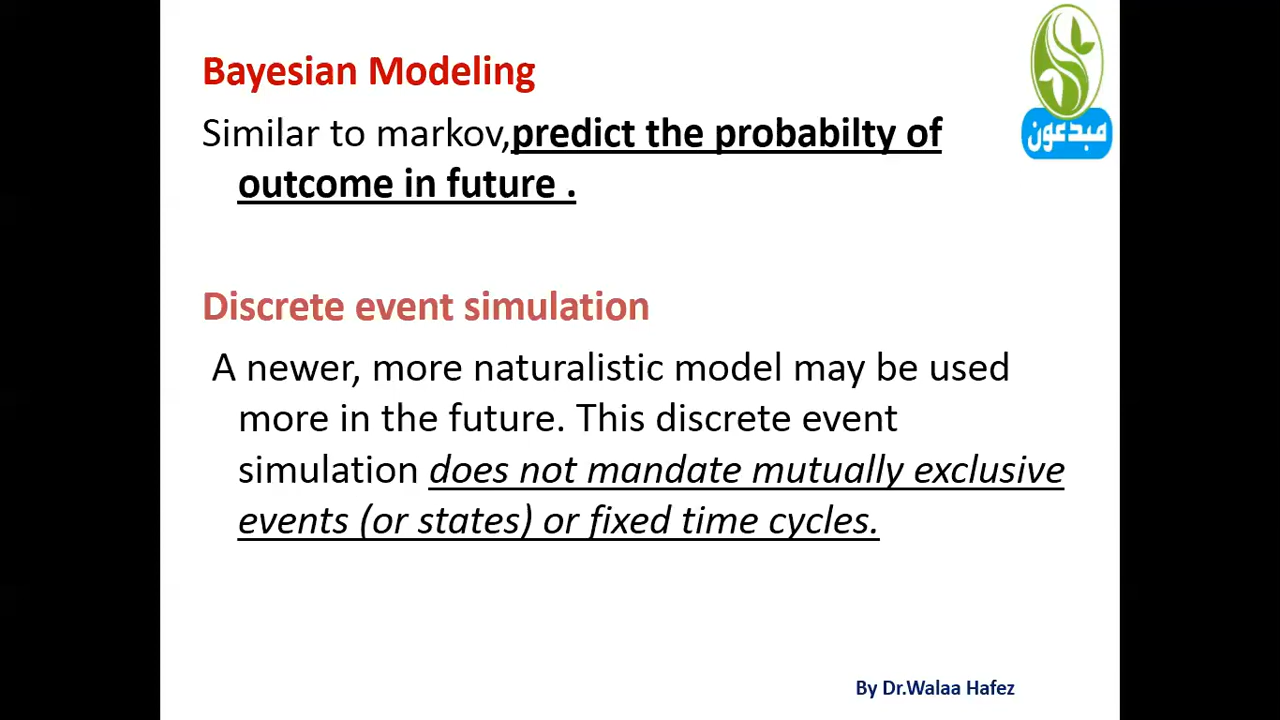 Bayesian Modeling
مبدعون
Similar to markov,predict the probabilty of
outcome in future .
Discrete event simulation
A newer, more naturalistic model may be used
more in the future. This discrete event
simulation does not mandate mutually exclusive
events (or states) or fixed time cycles.
By Dr.Walaa Hafez